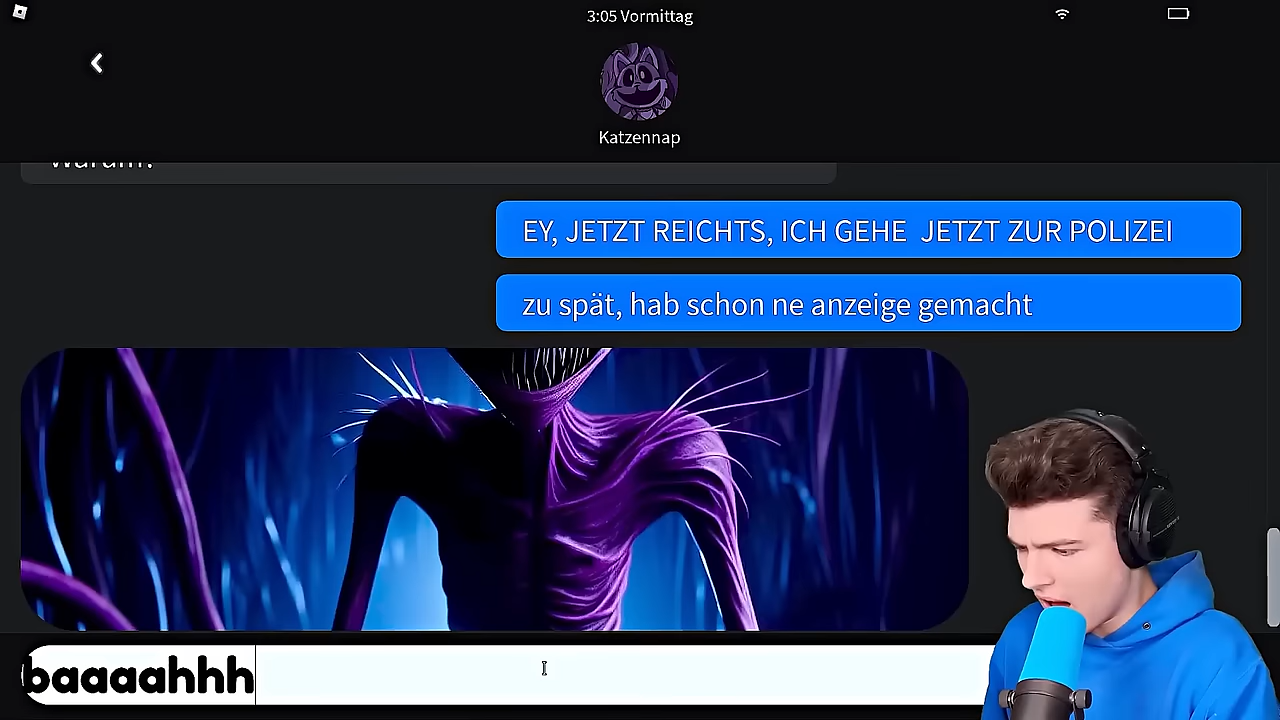 3:05 Vormittag
Katzennap
Warum?
EY, JETZT REICHTS, ICH GEHE  JETZT ZUR POLIZEI
zu spät, hab schon ne anzeige gemacht
baaaahhh